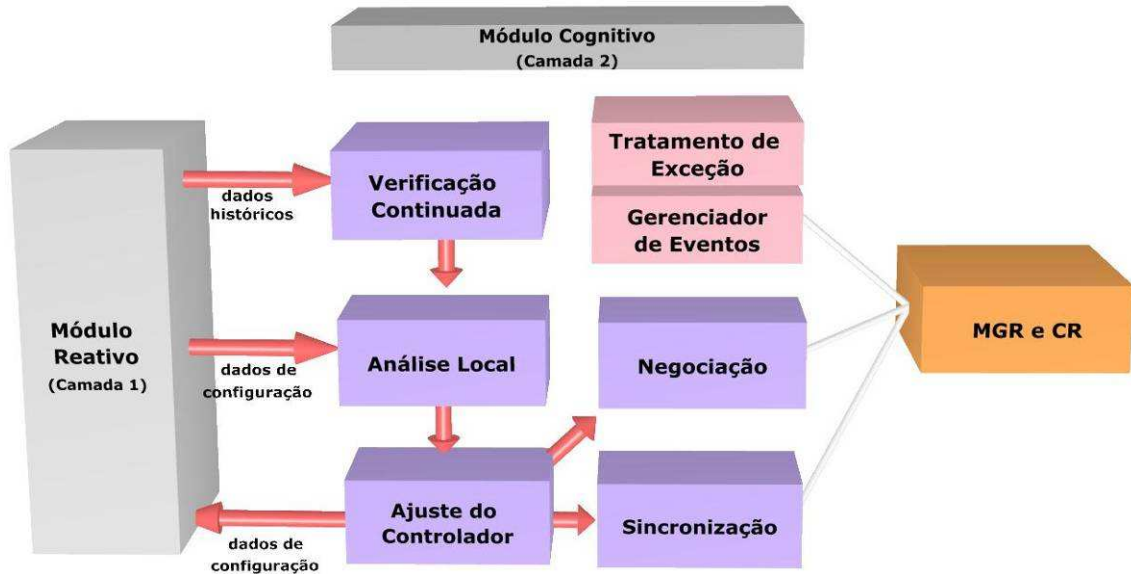 Módulo Cognitivo
(Camada 2)
Tratamento de
Exceção
Verificação
Continuada
dados
históricos
Gerenciador
de Eventos
Módulo
Reativo
(Camada 1)
dados de
configuração
Análise Local
Negociação
MGR e CR
Ajuste do
Controlador
Sincronização
dados de
configuração